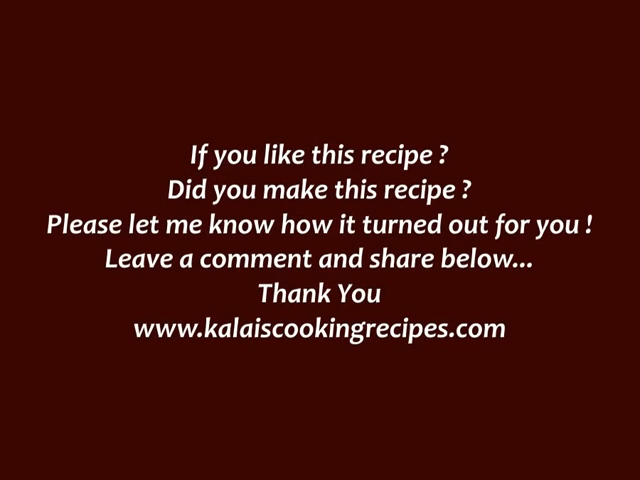 If you like this recipe ?
Did you make this recipe ?
Please let me know how it turned out for you !
Leave a comment and share below...
Thank You
www.kalaiscookingrecipes.com